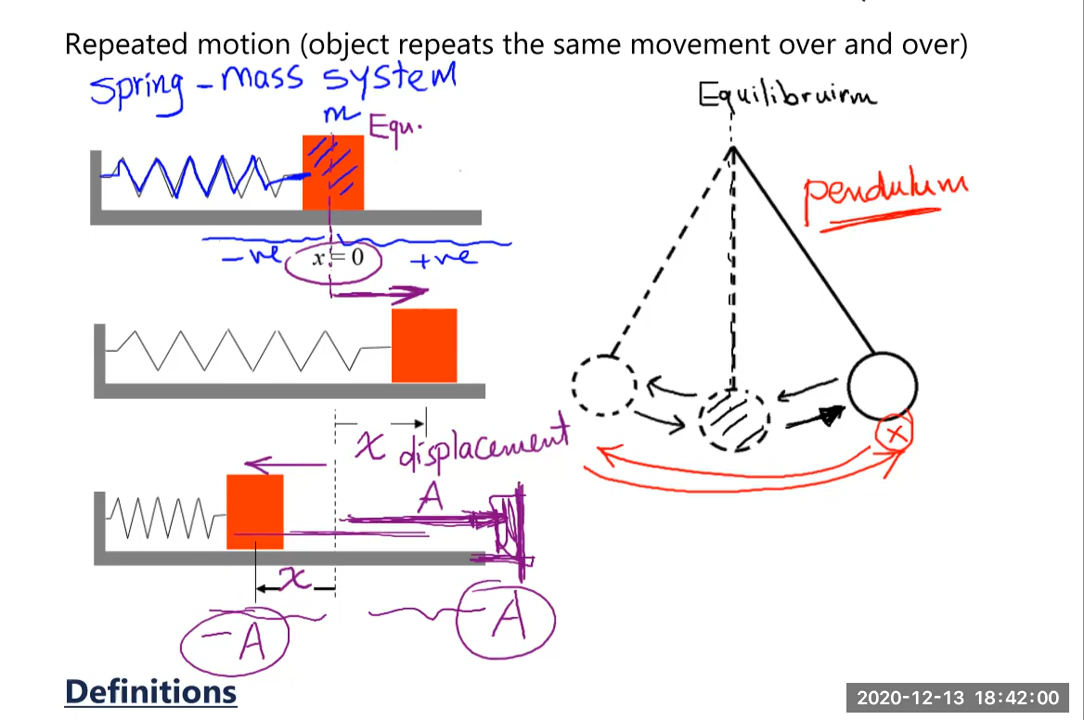 Repeated motion (object repeats the same movement over and over)
Spring - mass system
m
Equ.
Equilibruirm
pendulum
-ve
x = 0
+ve
x displacement
X
A
x
-A
A
Definitions
2020-12-13 18:42:00